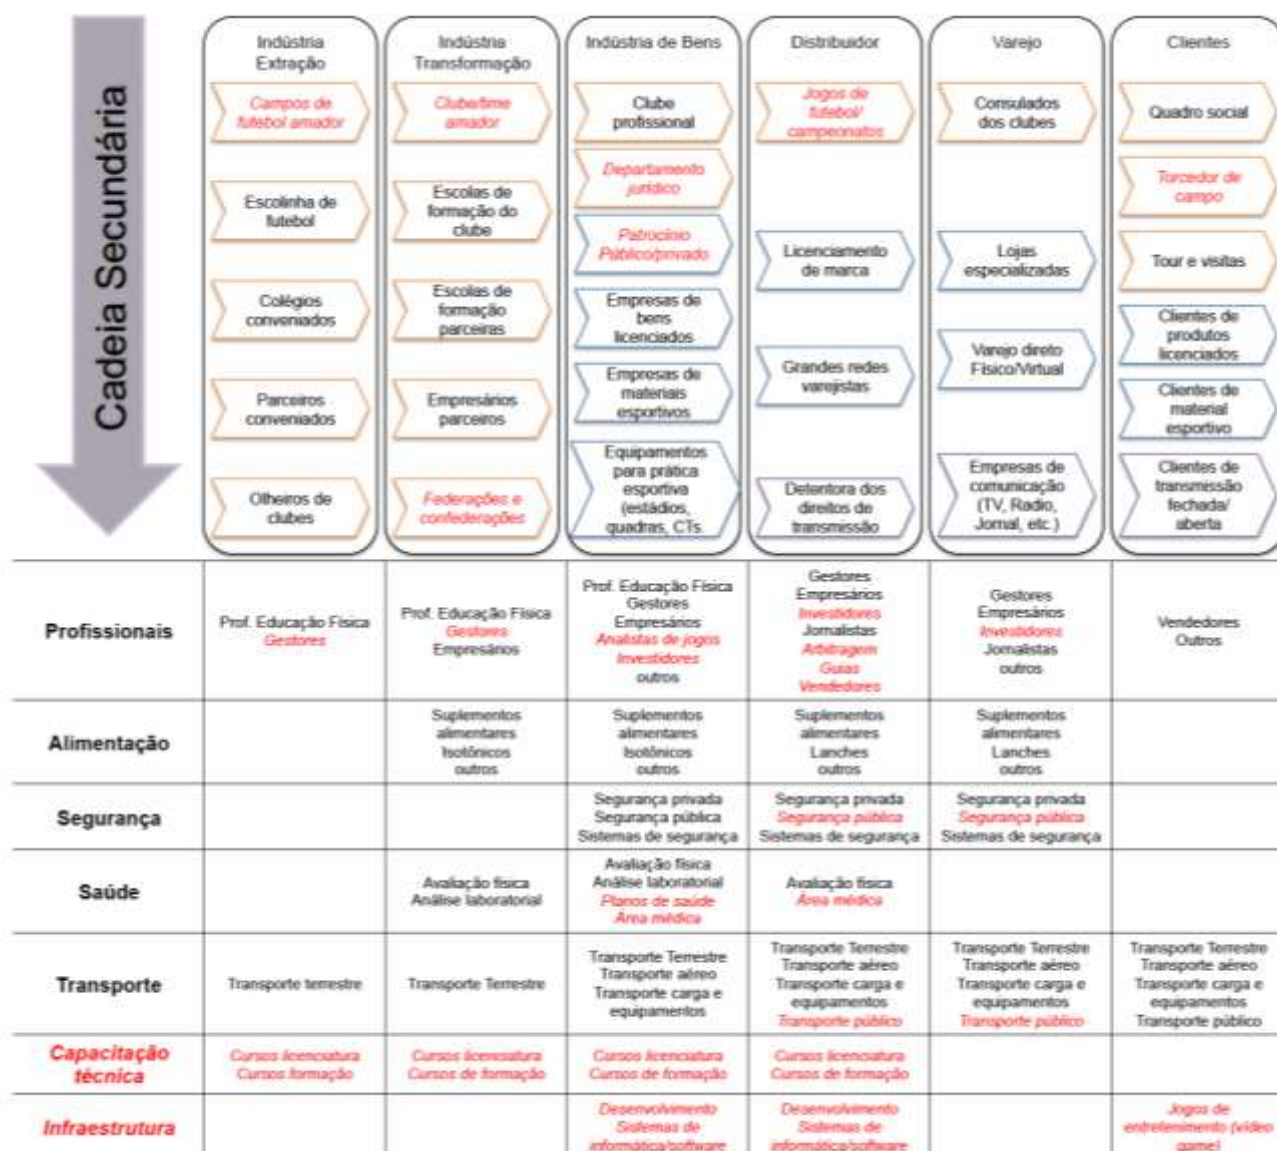 Cadeia Secundária
Indústria
Extração
Campos de
futebol amador
Escolinha de
futebol
Colégios
conveniados
Parceiros
conveniados
Olheiros de
clubes
Indústria
Transformação
Clube/time
amador
Escolas de
formação do
clube
Escolas de
formação
parceiras
Empresários
parceiros
Federações e
confederações
Indústria de Bens
Clube
profissional
Departamento
jurídico
Patrocínio
Público/privado
Empresas de
bens
licenciados
Empresas de
materiais
esportivos
Equipamentos
para prática
esportiva
(estádios,
quadras, CTs.
Distribuidor
Jogos de
futebol/
campeonatos
Licenciamento
de marca
Grandes redes
varejistas
Detentora dos
direitos de
transmissão
Varejo
Consulados
dos clubes
Lojas
especializadas
Varejo direto
Físico/Virtual
Empresas de
comunicação
(TV, Radio,
Jornal, etc.)
Clientes
Quadro social
Torcedor de
campo
Tour e visitas
Clientes de
produtos
licenciados
Clientes de
material
esportivo
Clientes de
transmissão
fechada/
aberta
Profissionais
Prof. Educação Física
Gestores
Prof. Educação Física
Gestores
Empresários
Prof. Educação Física
Gestores
Empresários
Analistas de jogos
Investidores
outros
Gestores
Empresários
Investidores
Jornalistas
Arbitragem
Guias
Vendedores
Gestores
Empresários
Investidores
Jornalistas
outros
Vendedores
Outros
Alimentação
Suplementos
alimentares
Isotônicos
outros
Suplementos
alimentares
Isotônicos
outros
Suplementos
alimentares
Lanches
outros
Suplementos
alimentares
Lanches
outros
Segurança
Segurança privada
Segurança pública
Sistemas de segurança
Segurança privada
Segurança pública
Sistemas de segurança
Segurança privada
Segurança pública
Sistemas de segurança
Saúde
Avaliação física
Análise laboratorial
Avaliação física
Análise laboratorial
Planos de saúde
Área médica
Avaliação física
Área médica
Transporte
Transporte terrestre
Transporte Terrestre
Transporte Terrestre
Transporte aéreo
Transporte carga e
equipamentos
Transporte Terrestre
Transporte aéreo
Transporte carga e
equipamentos
Transporte público
Transporte Terrestre
Transporte aéreo
Transporte carga e
equipamentos
Transporte público
Transporte Terrestre
Transporte aéreo
Transporte carga e
equipamentos
Transporte público
Capacitação
técnica
Cursos licenciatura
Cursos formação
Cursos licenciatura
Cursos de formação
Cursos licenciatura
Cursos de formação
Cursos licenciatura
Cursos de formação
Infraestrutura
Desenvolvimento
Sistemas de
informática/software
Desenvolvimento
Sistemas de
informática/software
Jogos de
entretenimento (vídeo
game)